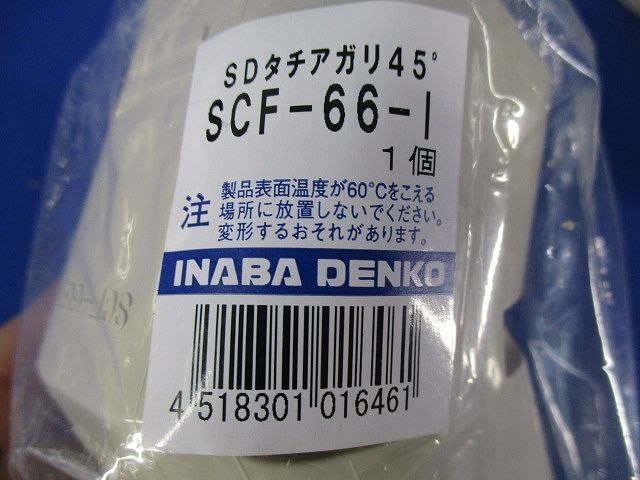 SDタチアガリ45°
SCF-66-I
1個
注
製品表面温度が60℃をこえる
場所に放置しないでください。
変形するおそれがあります。
INABA DENKO
4 518301 016461